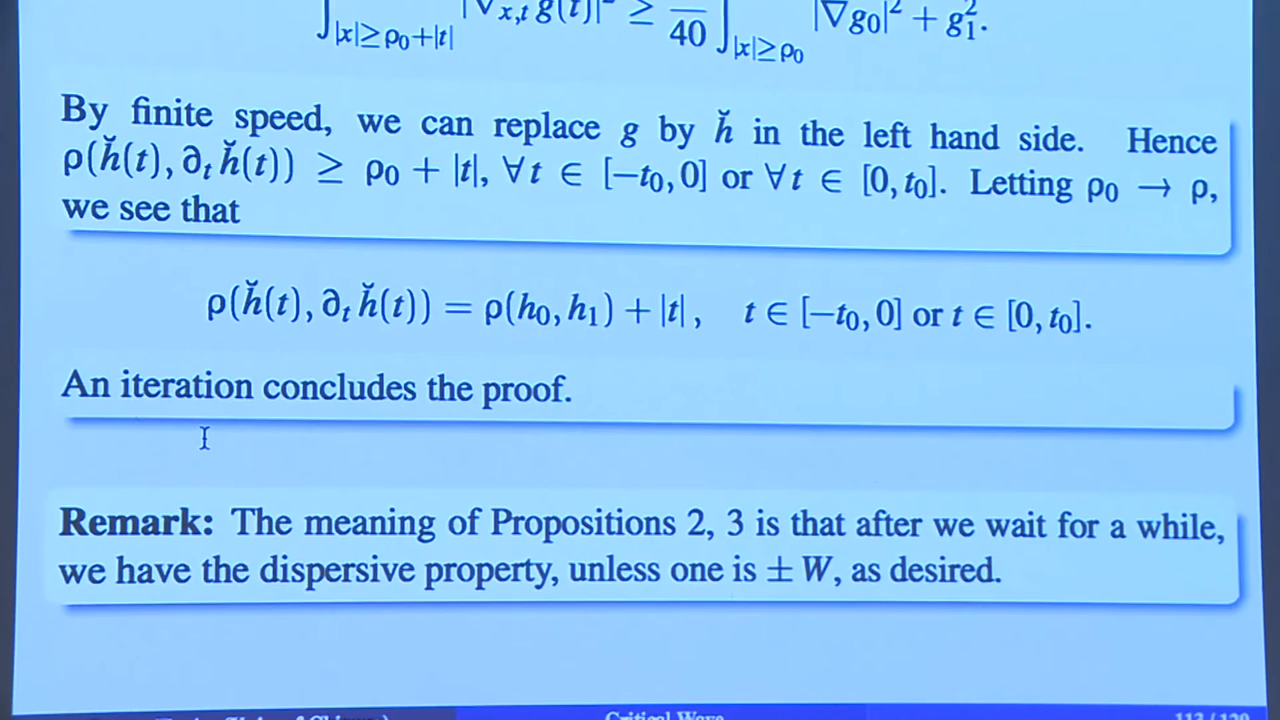 ∫_{|x|≥ρ₀+|t|} |∇_{x,t} g(t)|² ≥ —/40 ∫_{|x|≥ρ₀} |∇g₀|² + g₁².
By finite speed, we can replace g by ȟ in the left hand side. Hence
ρ(ȟ(t), ∂ₜ ȟ(t)) ≥ ρ₀ + |t|, ∀ t ∈ [−t₀, 0] or ∀ t ∈ [0, t₀]. Letting ρ₀ → ρ,
we see that
ρ(ȟ(t), ∂ₜ ȟ(t)) = ρ(h₀, h₁) + |t|, t ∈ [−t₀, 0] or t ∈ [0, t₀].
An iteration concludes the proof.
Remark: The meaning of Propositions 2, 3 is that after we wait for a while,
we have the dispersive property, unless one is ± W, as desired.
Critical Wave